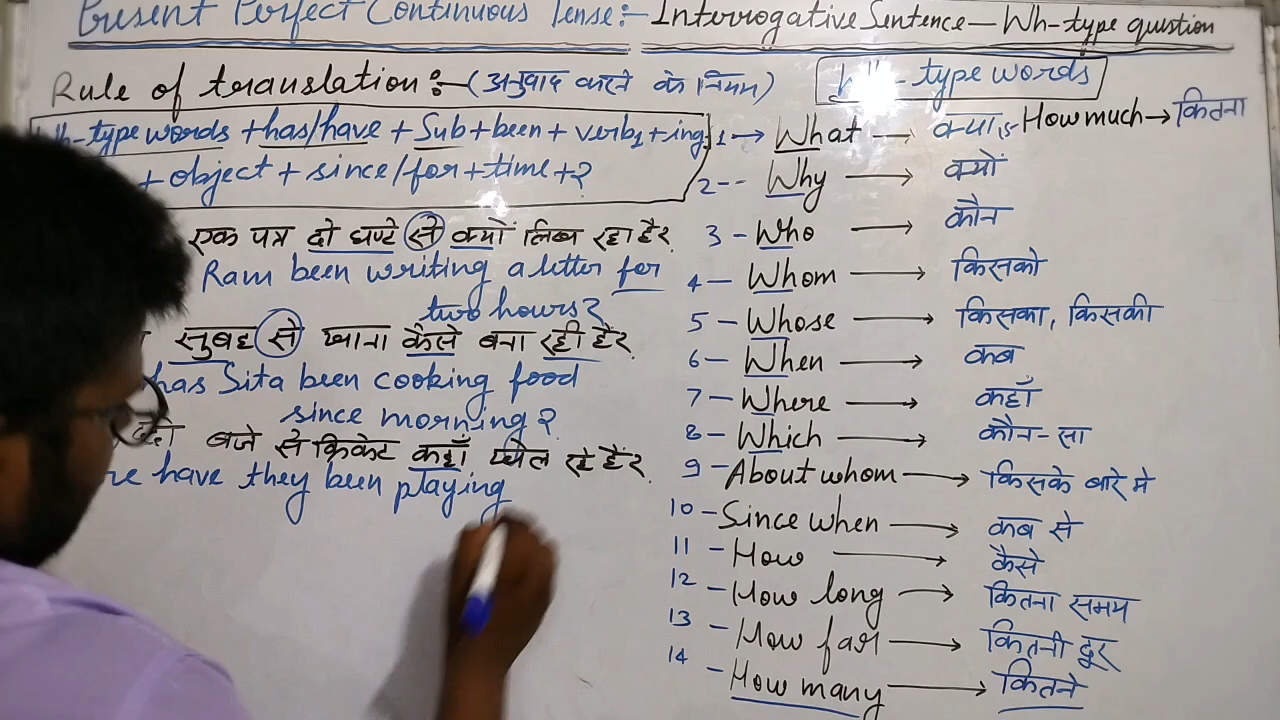 Present Perfect Continuous Tense:- Interrogative Sentence - Wh-type question
Rule of translation:- (अनुवाद करने के नियम)
Wh-type words + has/have + Sub + been + verb1 + ing
+ object + since/for + time + ?
एक पत्र दो घण्टे से क्यों लिख रहा है?
Ram been writing a letter for
two hours?
सुबह से खाना कैसे बना रही है?
has Sita been cooking food
since morning?
दो बजे से क्रिकेट कहाँ खेल रहे है?
re have they been playing
Wh-type words
1 → What → क्या 15- How much → कितना
2-- Why → क्यों
3 - Who → कौन
4 - Whom → किसको
5 - Whose → किसका, किसकी
6 - When → कब
7 - Where → कहाँ
8 - Which → कौन-सा
9 - About whom → किसके बारे मे
10 - Since when → कब से
11 - How → कैसे
12 - How long → कितना समय
13 - How far → कितनी दूर
14 - How many → कितने